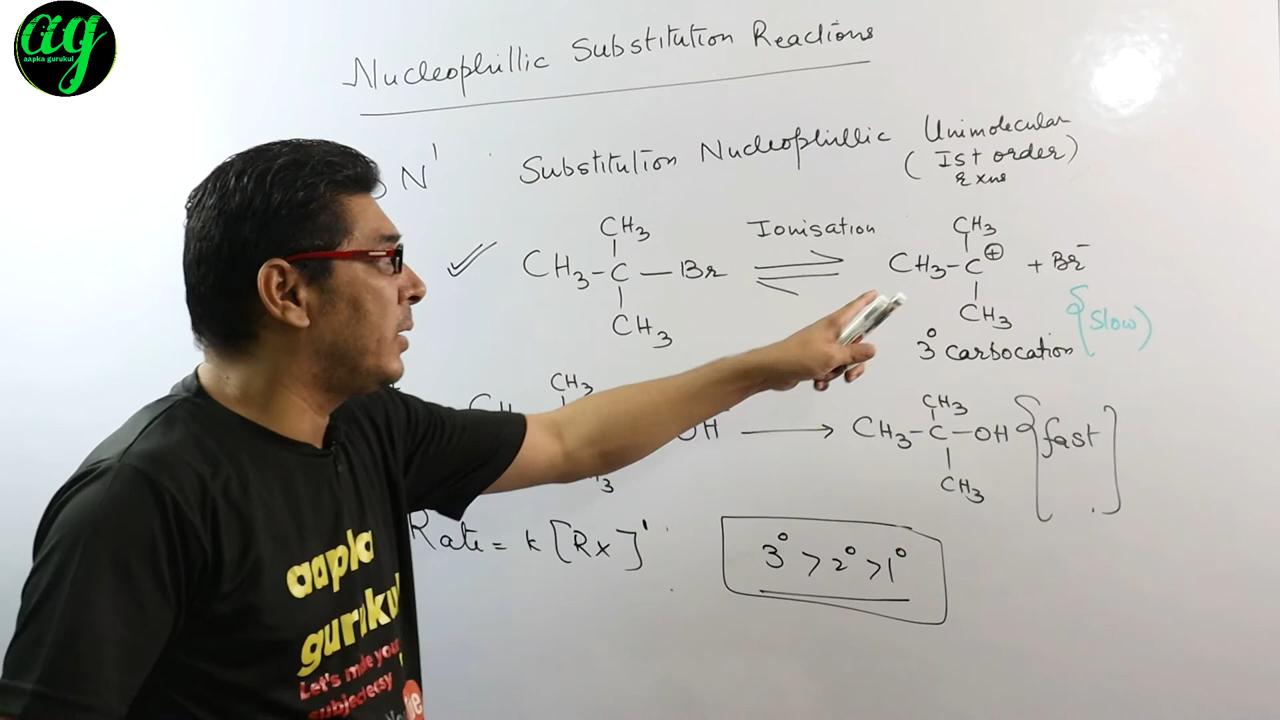 ag
aapka gurukul
Nucleophillic Substitution Reactions
N¹ Substitution Nucleophillic Unimolecular
(Ist order)
rxns
CH3 Ionisation CH3
CH3-C-Br ⇌ CH3-C⊕ + Br⁻
CH3 CH3
{slow)
3° carbocation
CH3 CH3
OH → CH3-C-OH {fast]
3 CH3
Rate = k [Rx]¹
3° > 2° > 1°
aapka
gurukul
Let's make your
subject easy